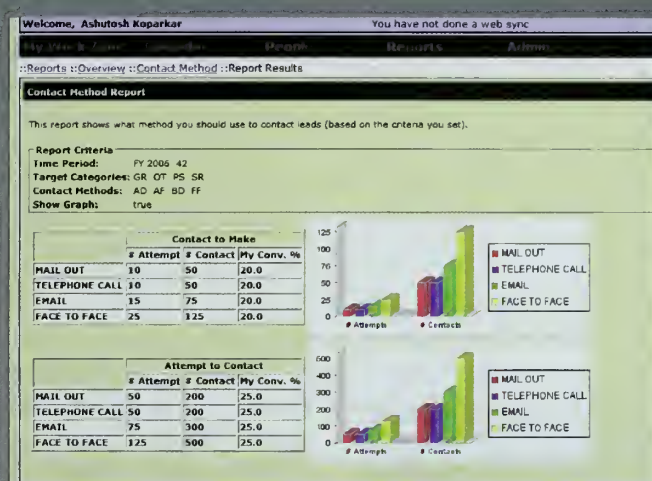 Welcome, Ashutosh Koparkar
You have not done a web sync
People Reports Admin
::Reports ::Overview ::Contact Method ::Report Results
Contact Method Report
This report shows what method you should use to contact leads (based on the criteria you set).
Report Criteria
Time Period: FY 2006 42
Target Categories: GR OT PS SR
Contact Methods: AD AF BD FF
Show Graph: true
Contact to Make
# Attempt # Contact My Conv. %
MAIL OUT 10 50 20.0
TELEPHONE CALL 10 50 20.0
EMAIL 15 75 20.0
FACE TO FACE 25 125 20.0
125
100
75
50
25
0
# Attempts # Contacts
MAIL OUT
TELEPHONE CALL
EMAIL
FACE TO FACE
Attempt to Contact
# Attempt # Contact My Conv. %
MAIL OUT 50 200 25.0
TELEPHONE CALL 50 200 25.0
EMAIL 75 300 25.0
FACE TO FACE 125 500 25.0
500
400
300
200
100
0
# Attempts # Contacts
MAIL OUT
TELEPHONE CALL
EMAIL
FACE TO FACE